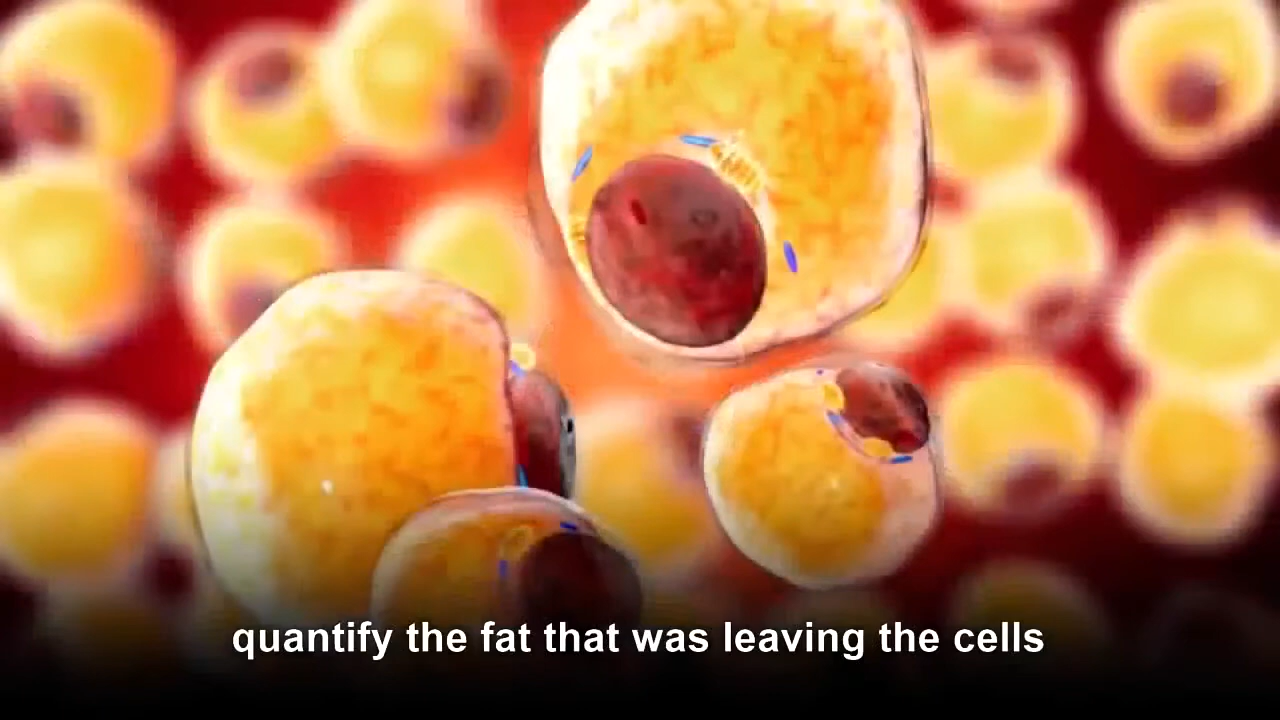 quantify the fat that was leaving the cells